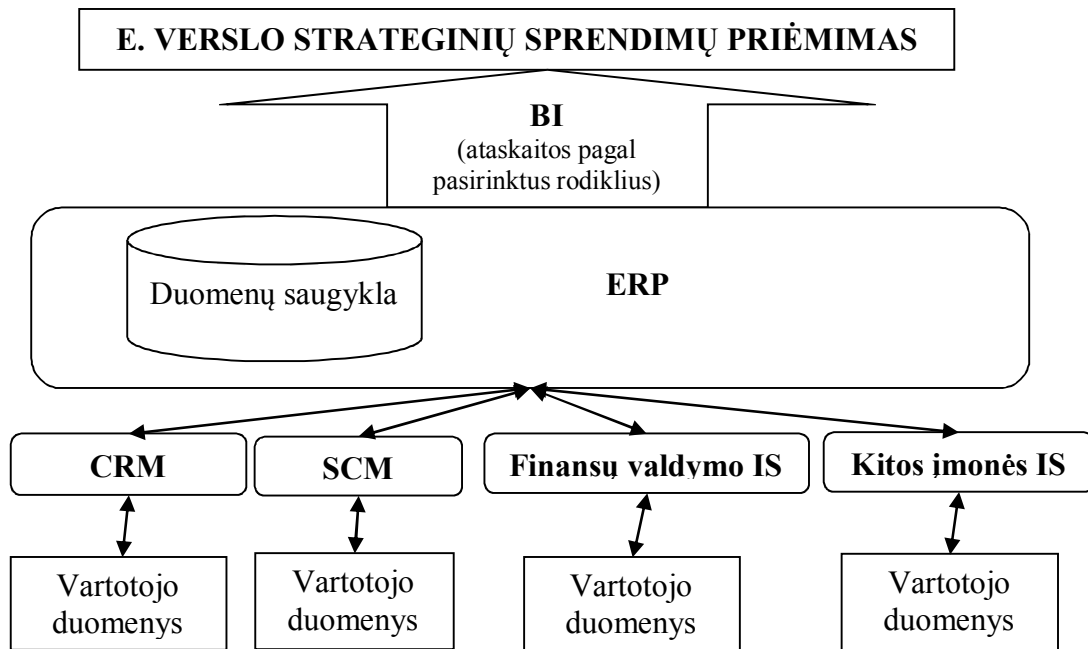 E. VERSLO STRATEGINIŲ SPRENDIMŲ PRIĖMIMAS
BI
(ataskaitos pagal
pasirinktus rodiklius)
Duomenų saugykla
ERP
CRM
SCM
Finansų valdymo IS
Kitos įmonės IS
Vartotojo
duomenys
Vartotojo
duomenys
Vartotojo
duomenys
Vartotojo
duomenys